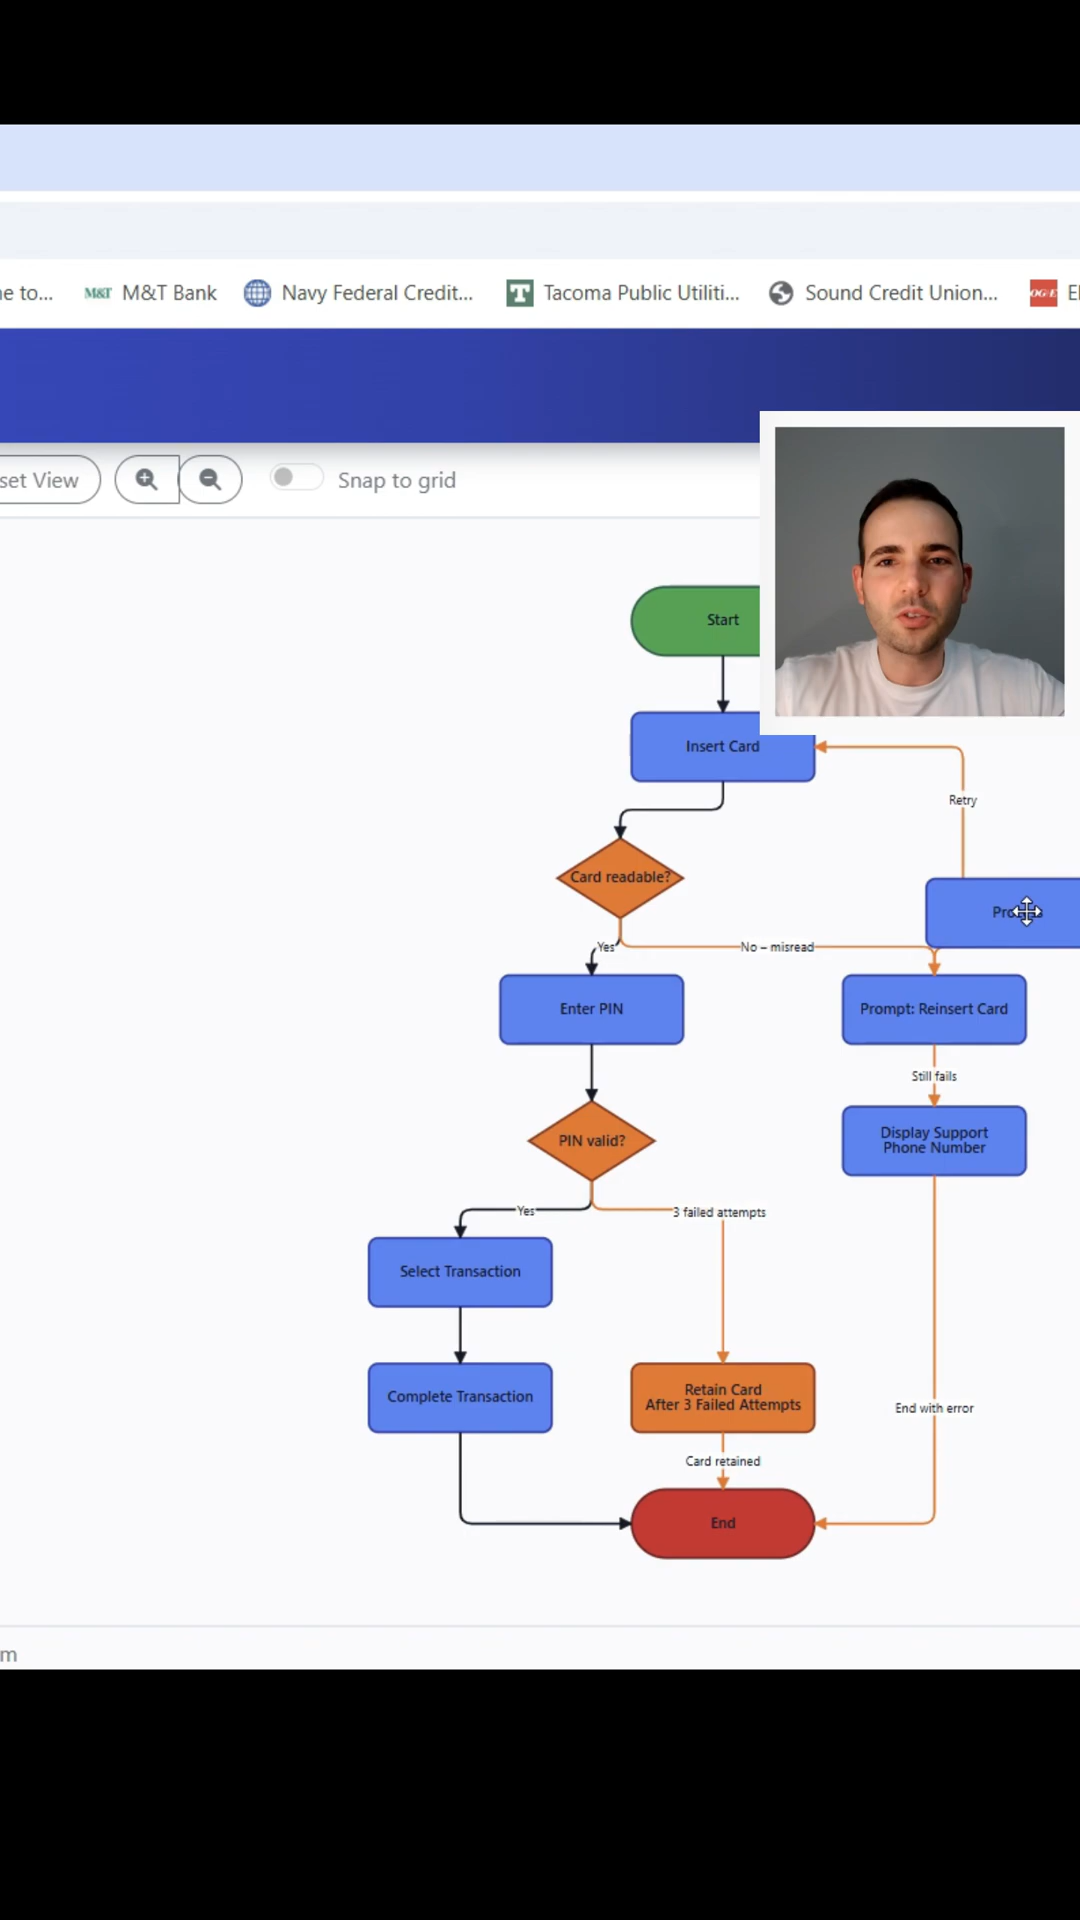 ne to...
M&T
M&T Bank
Navy Federal Credit...
T
Tacoma Public Utiliti...
S
Sound Credit Union...
OG&E
El
set View
Snap to grid
Start
Insert Card
Retry
Card readable?
Yes
No – misread
Enter PIN
Prompt: Reinsert Card
Still fails
PIN valid?
Display Support
Phone Number
Yes
3 failed attempts
Select Transaction
Complete Transaction
Retain Card
After 3 Failed Attempts
End with error
Card retained
End
m